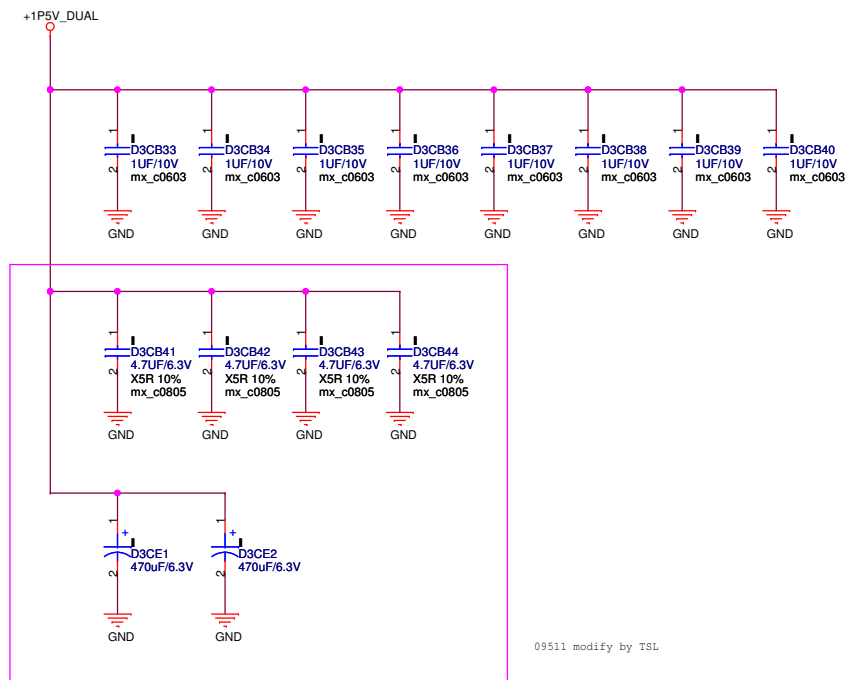 +1P5V_DUAL
1
D3CB33
1UF/10V
2
mx_c0603
GND
1
D3CB34
1UF/10V
2
mx_c0603
GND
1
D3CB35
1UF/10V
2
mx_c0603
GND
1
D3CB36
1UF/10V
2
mx_c0603
GND
1
D3CB37
1UF/10V
2
mx_c0603
GND
1
D3CB38
1UF/10V
2
mx_c0603
GND
1
D3CB39
1UF/10V
2
mx_c0603
GND
1
D3CB40
1UF/10V
2
mx_c0603
GND
1
D3CB41
4.7UF/6.3V
2
X5R 10%
mx_c0805
GND
1
D3CB42
4.7UF/6.3V
2
X5R 10%
mx_c0805
GND
1
D3CB43
4.7UF/6.3V
2
X5R 10%
mx_c0805
GND
1
D3CB44
4.7UF/6.3V
2
X5R 10%
mx_c0805
GND
1
+
D3CE1
470uF/6.3V
2
GND
1
+
D3CE2
470uF/6.3V
2
GND
09511 modify by TSL